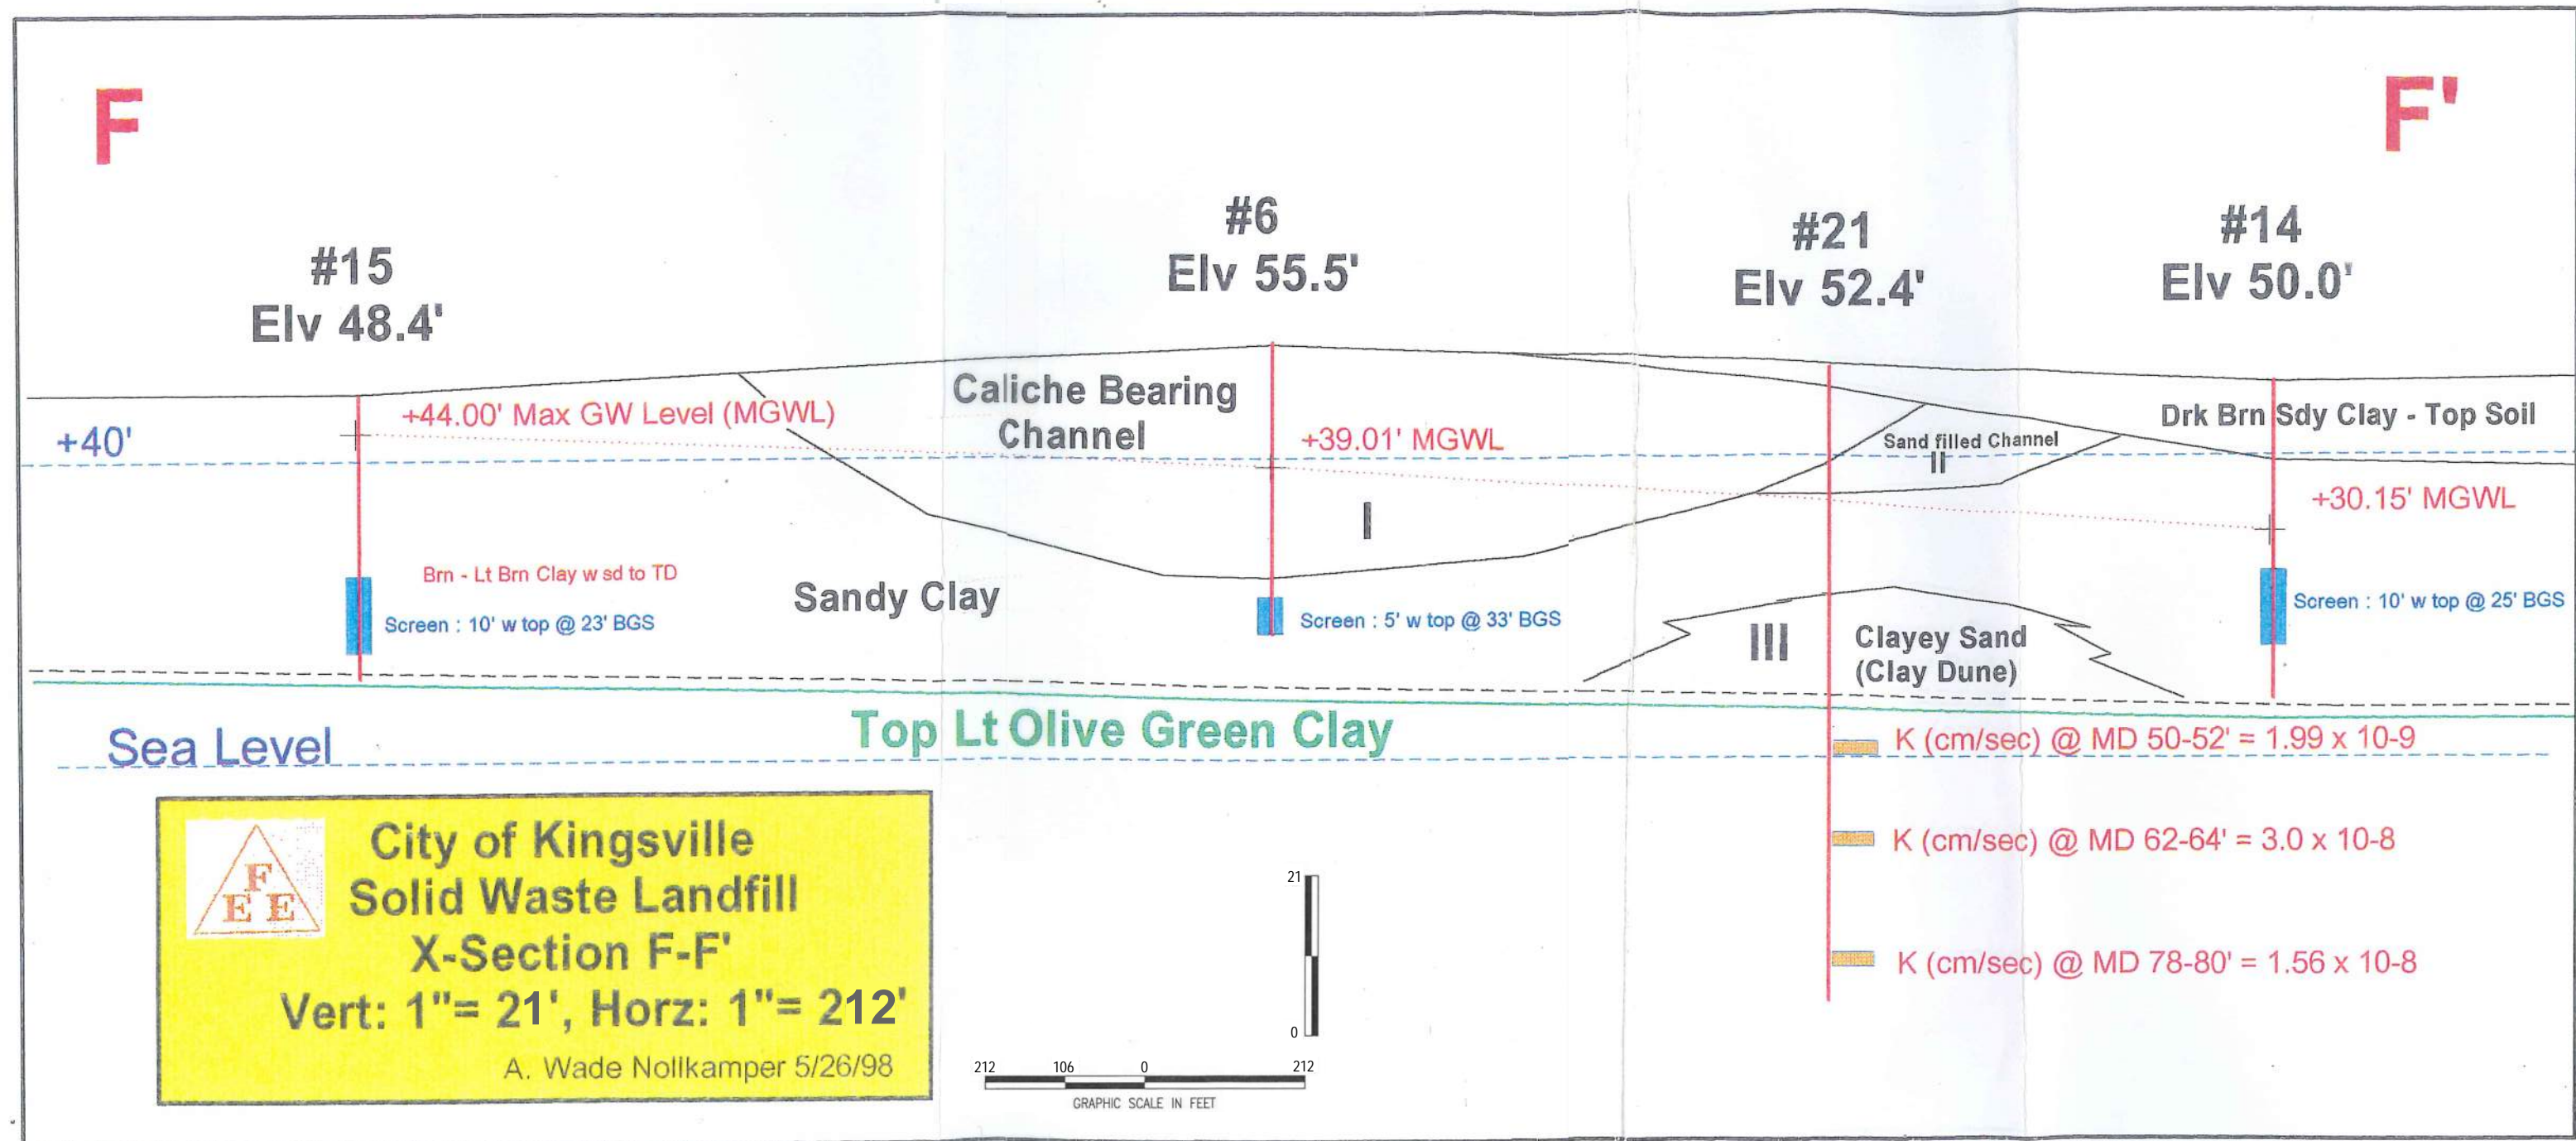 F
F'
#15
Elv 48.4'
#6
Elv 55.5'
#21
Elv 52.4'
#14
Elv 50.0'
+44.00' Max GW Level (MGWL)
Caliche Bearing
Channel
+39.01' MGWL
Sand filled Channel
II
Drk Brn Sdy Clay - Top Soil
+40'
+30.15' MGWL
I
Brn - Lt Brn Clay w sd to TD
Screen : 10' w top @ 23' BGS
Sandy Clay
Screen : 5' w top @ 33' BGS
III
Clayey Sand
(Clay Dune)
Screen : 10' w top @ 25' BGS
Top Lt Olive Green Clay
Sea Level
K (cm/sec) @ MD 50-52' = 1.99 x 10-9
K (cm/sec) @ MD 62-64' = 3.0 x 10-8
K (cm/sec) @ MD 78-80' = 1.56 x 10-8
F
E E
City of Kingsville
Solid Waste Landfill
X-Section F-F'
Vert: 1"= 21', Horz: 1"= 212'
A. Wade Nollkamper 5/26/98
21
0
212 106 0 212
GRAPHIC SCALE IN FEET